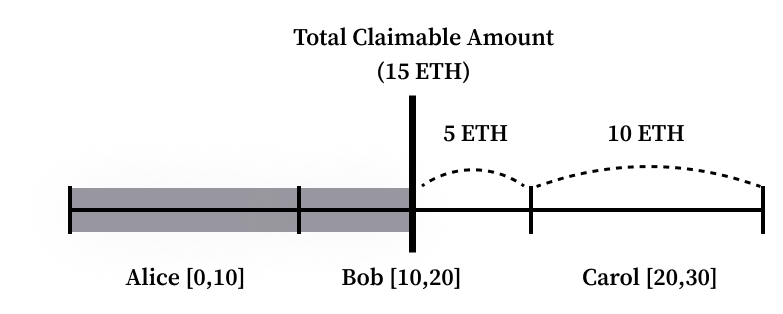 Total Claimable Amount
(15 ETH)
5 ETH
10 ETH
Alice [0,10]
Bob [10,20]
Carol [20,30]